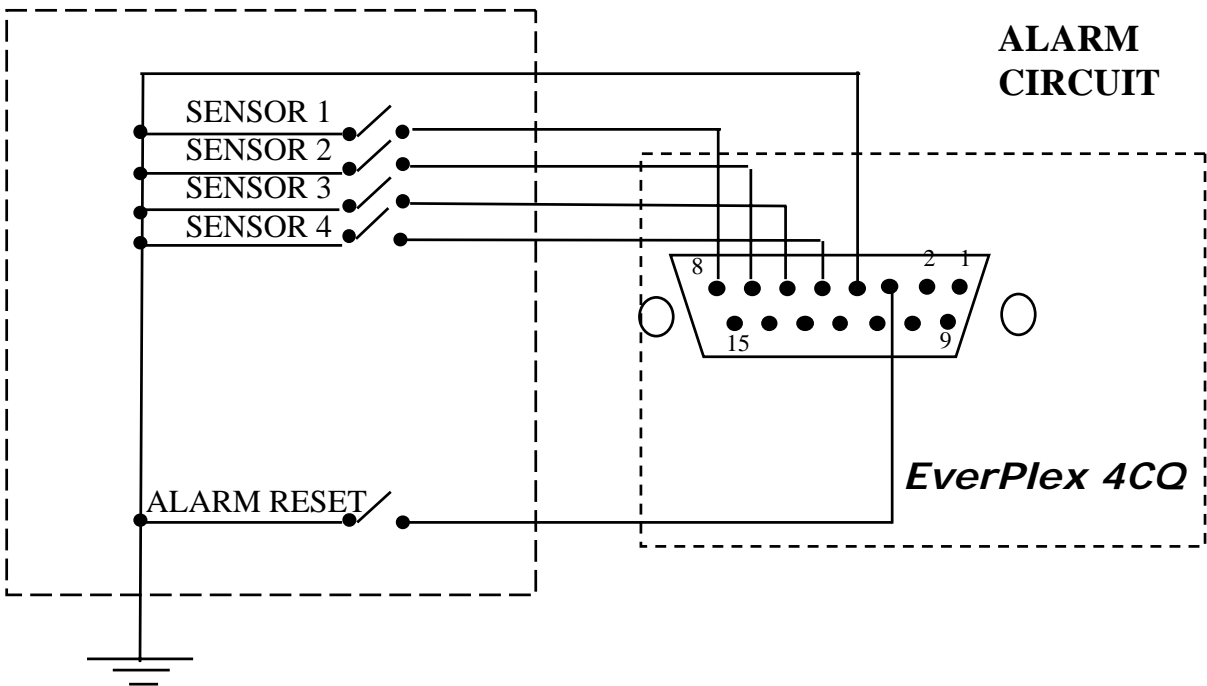 ALARM
CIRCUIT
SENSOR 1
SENSOR 2
SENSOR 3
SENSOR 4
8
2 1
15
9
EverPlex 4CQ
ALARM RESET